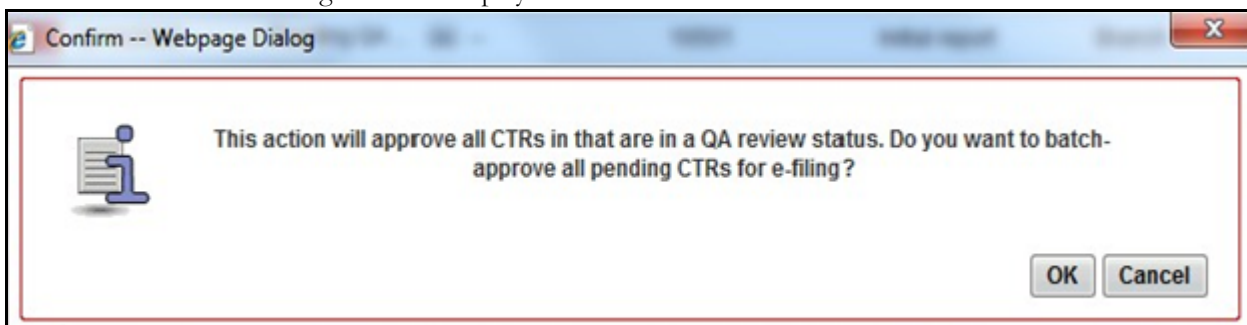 Confirm -- Webpage Dialog
This action will approve all CTRs in that are in a QA review status. Do you want to batch-
approve all pending CTRs for e-filing?
OK Cancel